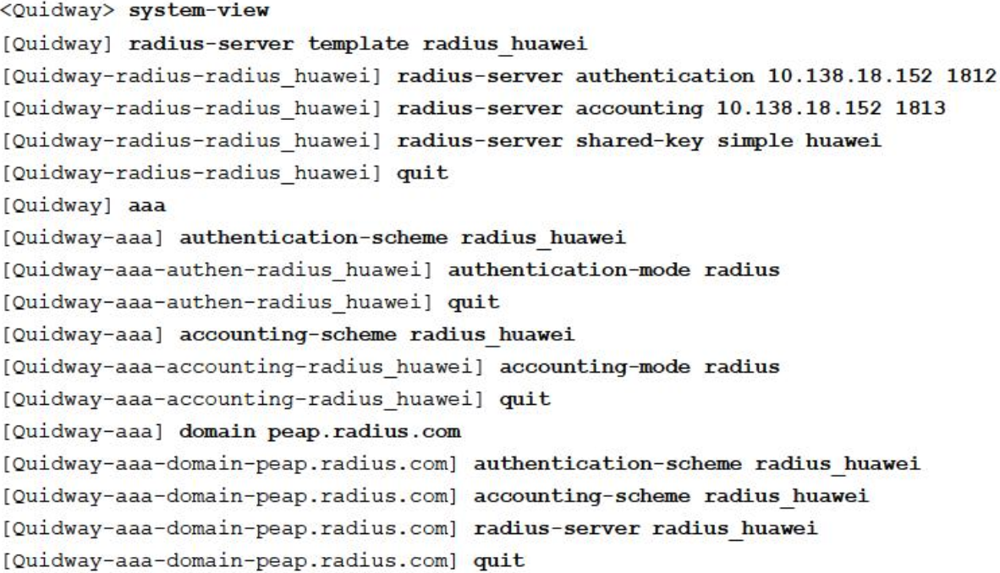 <Quidway> system-view
[Quidway] radius-server template radius_huawei
[Quidway-radius-radius_huawei] radius-server authentication 10.138.18.152 1812
[Quidway-radius-radius_huawei] radius-server accounting 10.138.18.152 1813
[Quidway-radius-radius_huawei] radius-server shared-key simple huawei
[Quidway-radius-radius_huawei] quit
[Quidway] aaa
[Quidway-aaa] authentication-scheme radius_huawei
[Quidway-aaa-authen-radius_huawei] authentication-mode radius
[Quidway-aaa-authen-radius_huawei] quit
[Quidway-aaa] accounting-scheme radius_huawei
[Quidway-aaa-accounting-radius_huawei] accounting-mode radius
[Quidway-aaa-accounting-radius_huawei] quit
[Quidway-aaa] domain peap.radius.com
[Quidway-aaa-domain-peap.radius.com] authentication-scheme radius_huawei
[Quidway-aaa-domain-peap.radius.com] accounting-scheme radius_huawei
[Quidway-aaa-domain-peap.radius.com] radius-server radius_huawei
[Quidway-aaa-domain-peap.radius.com] quit